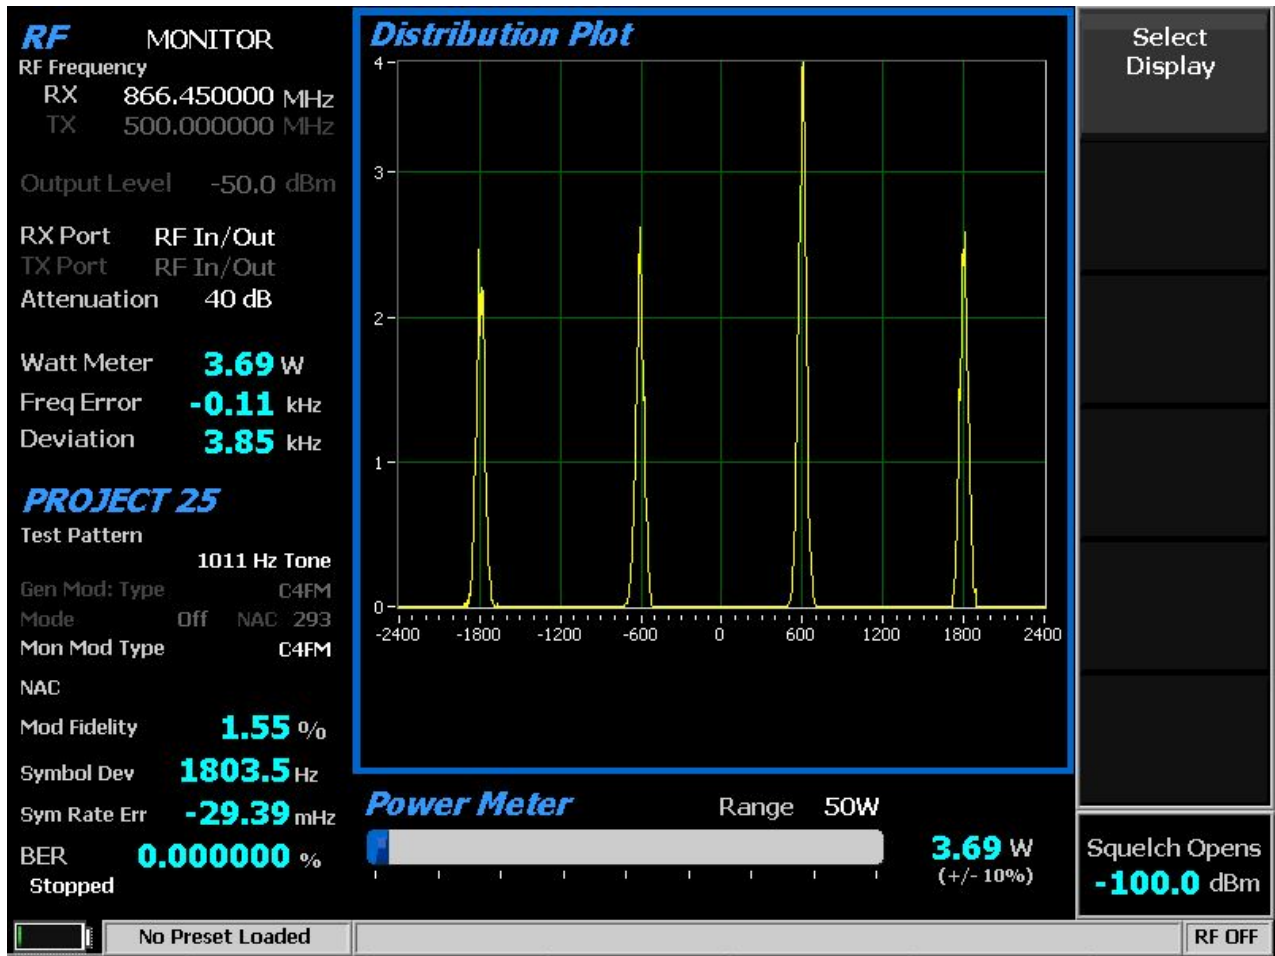 RF MONITOR
RF Frequency
RX 866.450000 MHz
TX 500.000000 MHz
Output Level -50.0 dBm
RX Port RF In/Out
TX Port RF In/Out
Attenuation 40 dB
Watt Meter 3.69 W
Freq Error -0.11 kHz
Deviation 3.85 kHz
PROJECT 25
Test Pattern
1011 Hz Tone
Gen Mod: Type C4FM
Mode Off NAC 293
Mon Mod Type C4FM
NAC
Mod Fidelity 1.55 %
Symbol Dev 1803.5 Hz
Sym Rate Err -29.39 mHz
BER 0.000000 %
Stopped
Distribution Plot
4
3
2
1
0
-2400 -1800 -1200 -600 0 600 1200 1800 2400
Power Meter Range 50W
3.69 W
(+/- 10%)
Select
Display
Squelch Opens
-100.0 dBm
No Preset Loaded
RF OFF